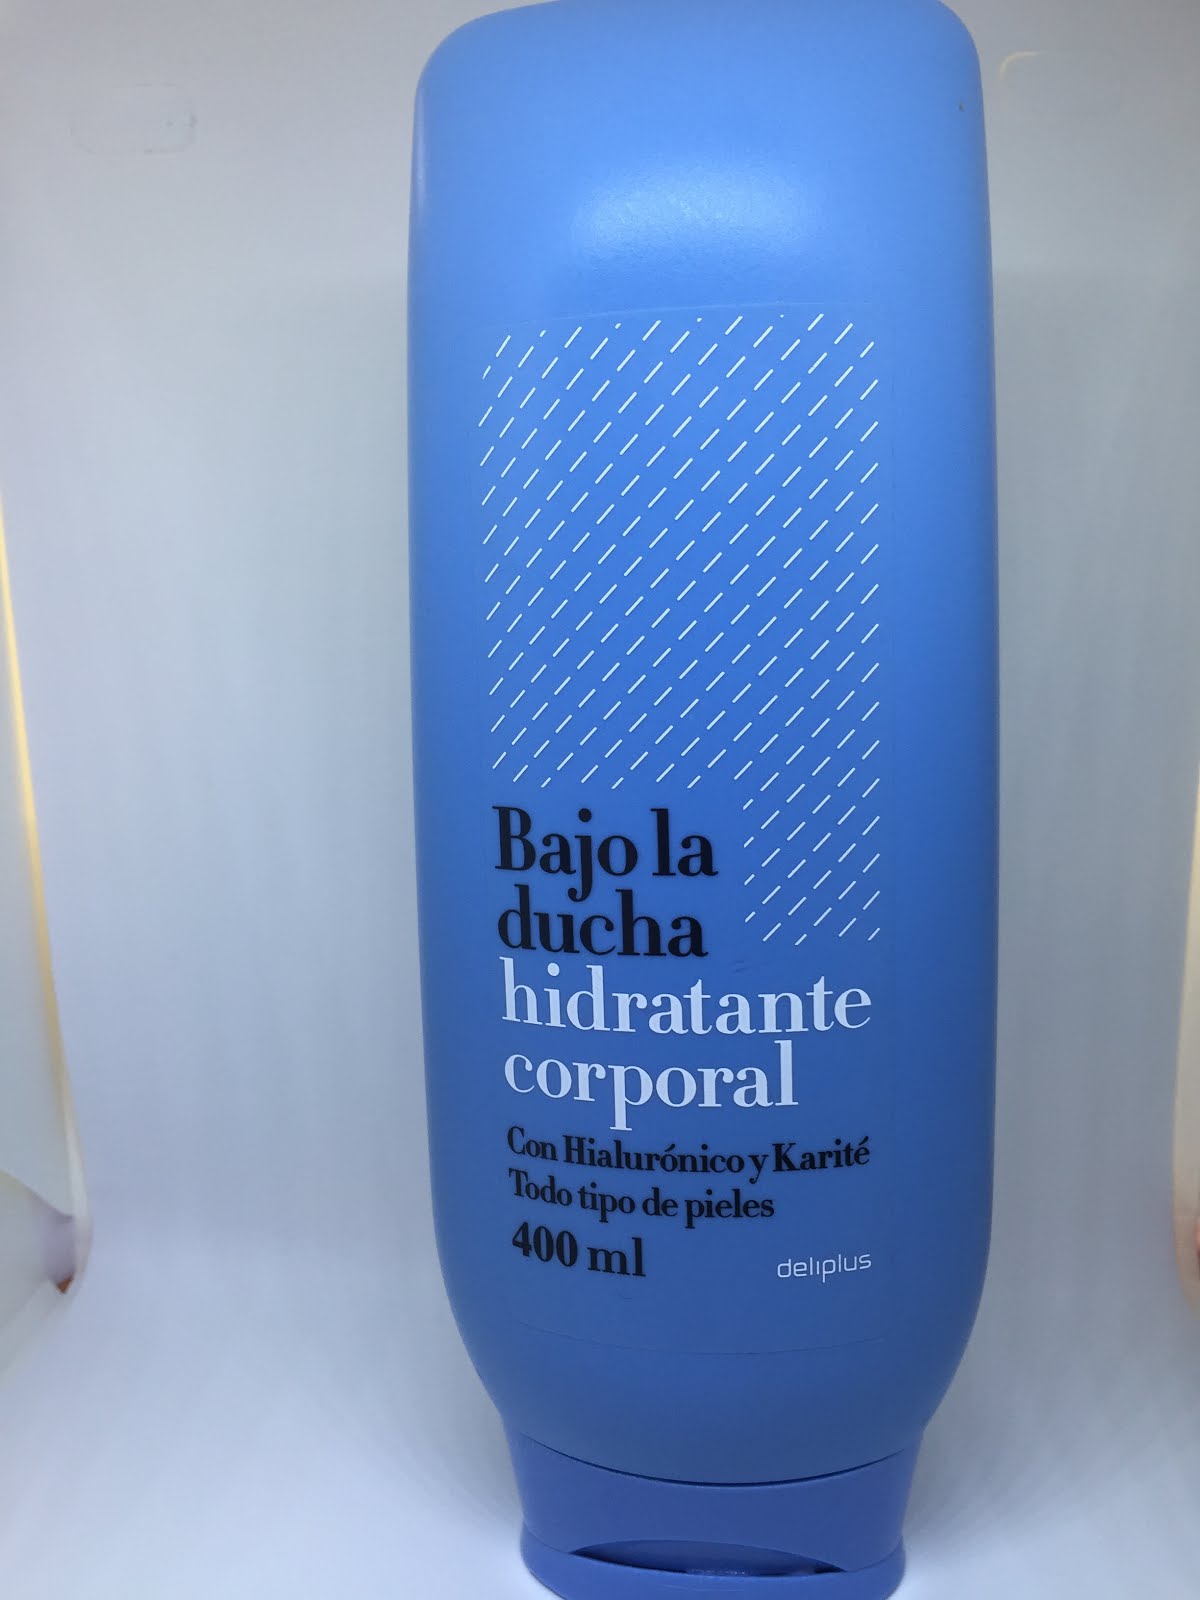 Bajo la
ducha
hidratante
corporal
Con Hialurónico y Karité
Todo tipo de pieles
400 ml
deliplus